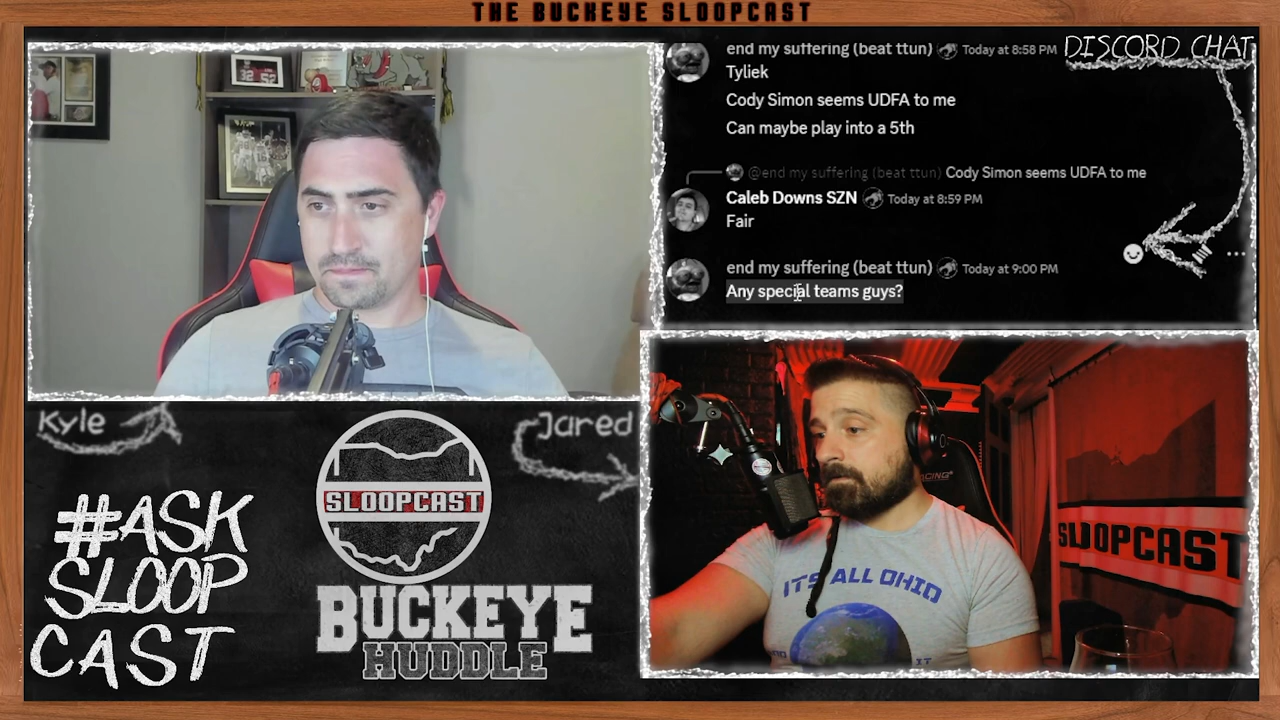 THE BUCKEYE SLOOPCAST
DISCORD CHAT
end my suffering (beat ttun) Today at 8:58 PM
Tyliek
Cody Simon seems UDFA to me
Can maybe play into a 5th
@end my suffering (beat ttun) Cody Simon seems UDFA to me
Caleb Downs SZN Today at 8:59 PM
Fair
end my suffering (beat ttun) Today at 9:00 PM
Any special teams guys?
Kyle
Jared
#ASK
SLOOP
CAST
SLOOPCAST
BUCKEYE
HUDDLE
ITS ALL OHIO
SLOOPCAST